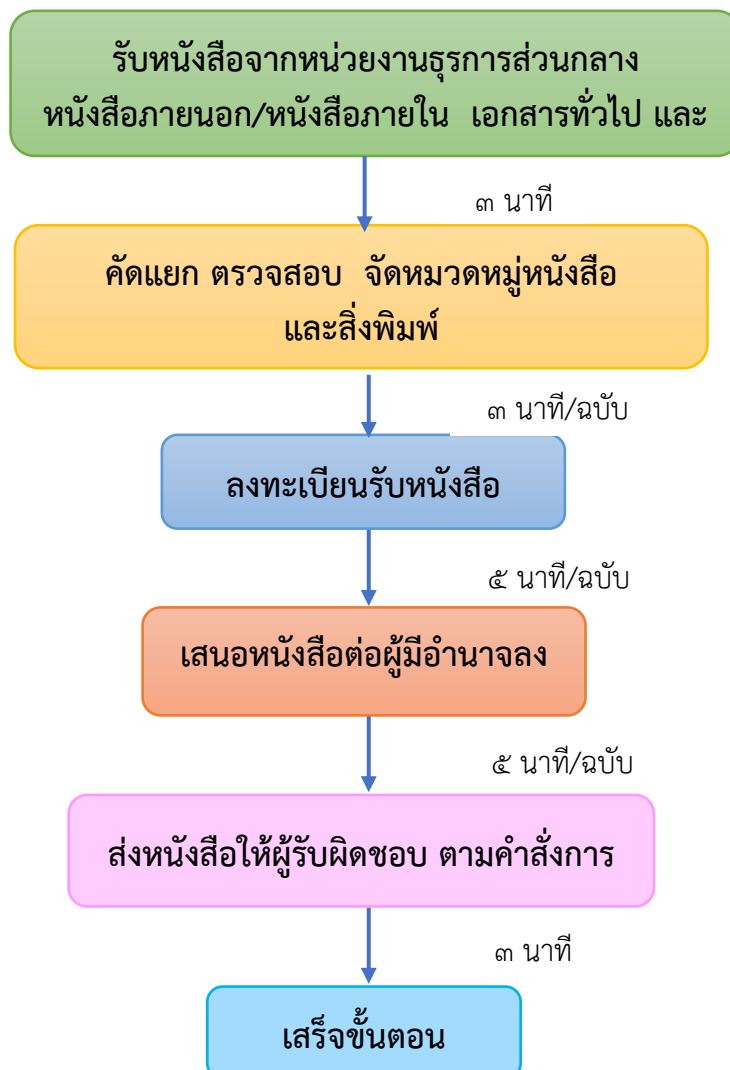 รับหนังสือจากหน่วยงานธุรการส่วนกลาง
หนังสือภายนอก/หนังสือภายใน เอกสารทั่วไป และ
๓ นาที
คัดแยก ตรวจสอบ จัดหมวดหมู่หนังสือ
และสิ่งพิมพ์
๓ นาที/ฉบับ
ลงทะเบียนรับหนังสือ
๕ นาที/ฉบับ
เสนอหนังสือต่อผู้มีอำนาจลง
๕ นาที/ฉบับ
ส่งหนังสือให้ผู้รับผิดชอบ ตามคำสั่งการ
๓ นาที
เสร็จขั้นตอน